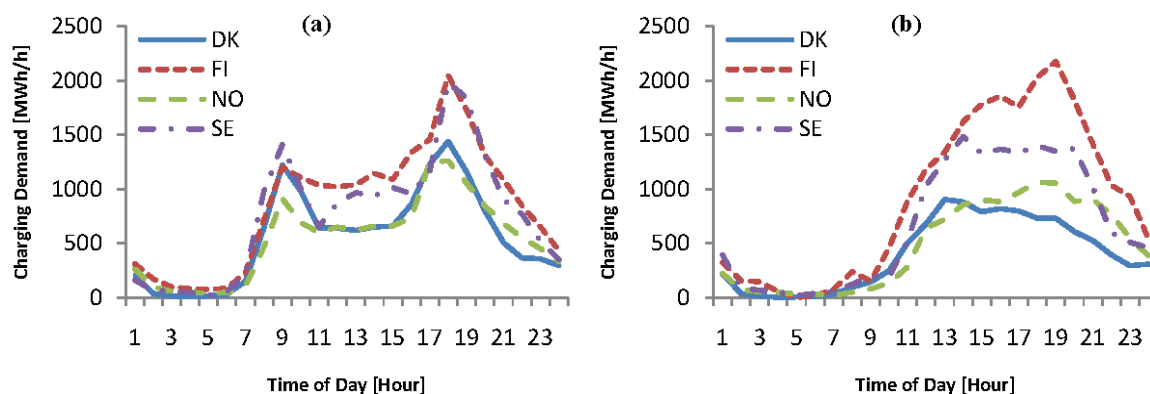 (a)
Charging Demand [MWh/h]
2500
2000
1500
1000
500
0
DK
FI
NO
SE
1 3 5 7 9 11 13 15 17 19 21 23
Time of Day [Hour]
(b)
Charging Demand [MWh/h]
2500
2000
1500
1000
500
0
DK
FI
NO
SE
1 3 5 7 9 11 13 15 17 19 21 23
Time of Day [Hour]